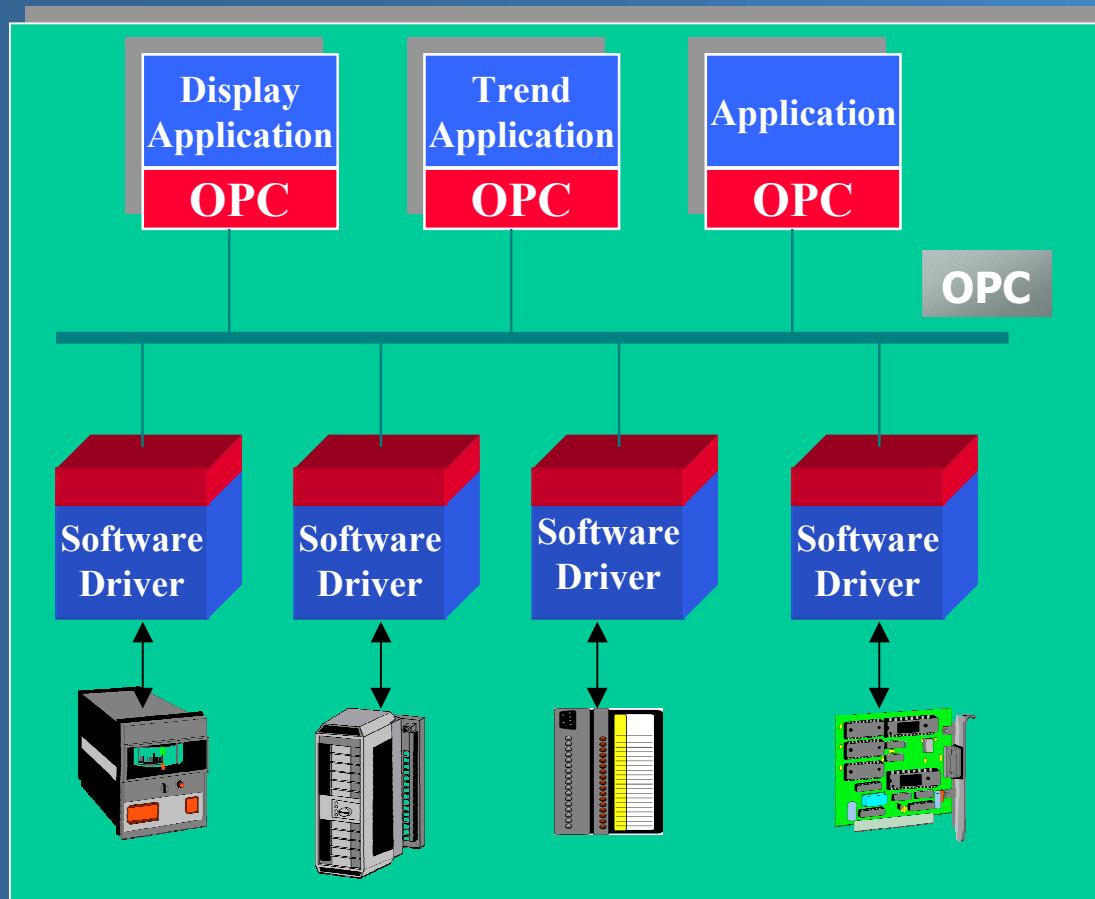 Display
Application
OPC
Trend
Application
OPC
Application
OPC
OPC
Software
Driver
Software
Driver
Software
Driver
Software
Driver